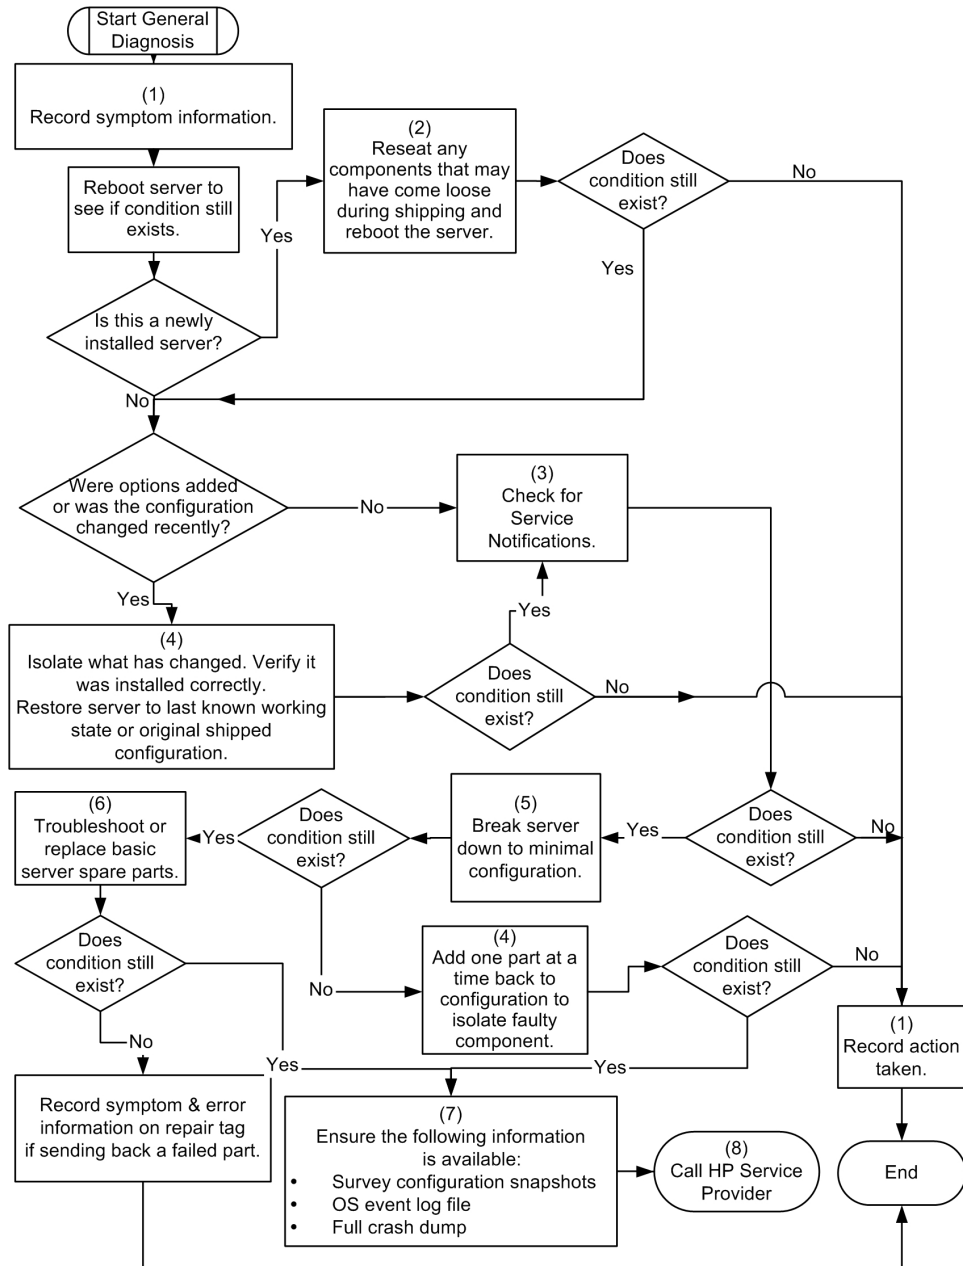 Start General
Diagnosis
(1)
Record symptom information.
Reboot server to
see if condition still
exists.
Yes
(2)
Reseat any
components that may
have come loose
during shipping and
reboot the server.
Does
condition still
exist?
No
Yes
Is this a newly
installed server?
No
Were options added
or was the configuration
changed recently?
No
(3)
Check for
Service
Notifications.
Yes
(4)
Isolate what has changed. Verify it
was installed correctly.
Restore server to last known working
state or original shipped
configuration.
Yes
Does
condition still
exist?
No
Does
condition still
exist?
No
Yes
(5)
Break server
down to minimal
configuration.
Does
condition still
exist?
Yes
(6)
Troubleshoot or
replace basic
server spare parts.
No
(4)
Add one part at a
time back to
configuration to
isolate faulty
component.
Does
condition still
exist?
No
Yes
Does
condition still
exist?
No
Yes
Record symptom & error
information on repair tag
if sending back a failed part.
(7)
Ensure the following information
is available:
• Survey configuration snapshots
• OS event log file
• Full crash dump
(8)
Call HP Service
Provider
(1)
Record action
taken.
End